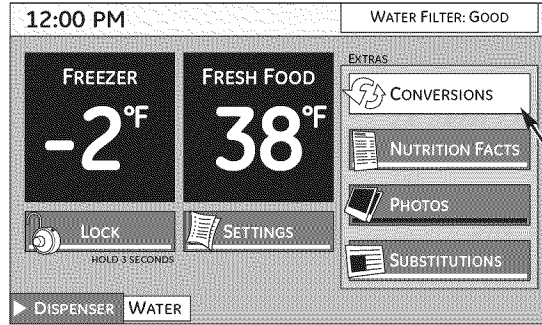 12:00 PM
WATER FILTER: GOOD
EXTRAS
FREEZER
-2°F
FRESH FOOD
38°F
CONVERSIONS
NUTRITION FACTS
PHOTOS
SUBSTITUTIONS
LOCK
HOLD 3 SECONDS
SETTINGS
DISPENSER
WATER